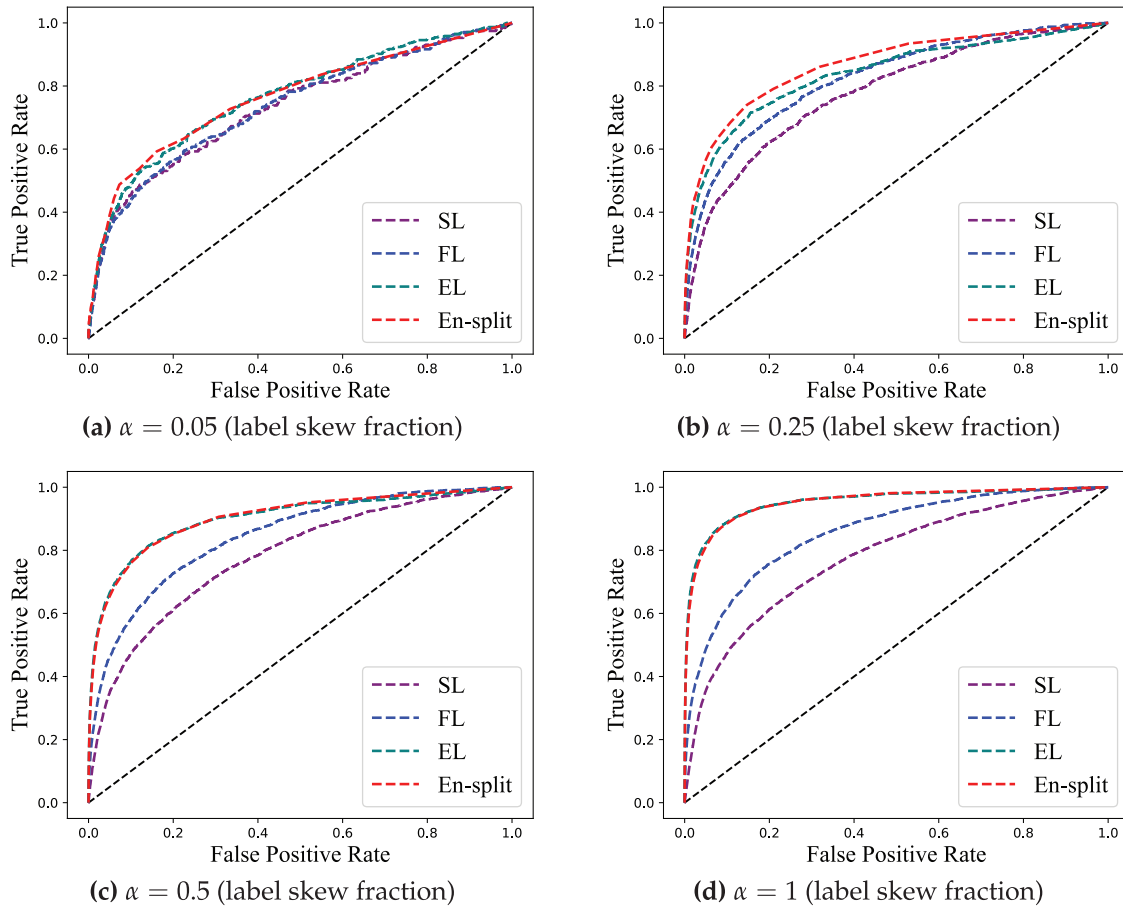 1.0
0.8
0.6
0.4
0.2
0.0
True Positive Rate
SL
FL
EL
En-split
0.0 0.2 0.4 0.6 0.8 1.0
False Positive Rate
(a) α = 0.05 (label skew fraction)
1.0
0.8
0.6
0.4
0.2
0.0
True Positive Rate
SL
FL
EL
En-split
0.0 0.2 0.4 0.6 0.8 1.0
False Positive Rate
(b) α = 0.25 (label skew fraction)
1.0
0.8
0.6
0.4
0.2
0.0
True Positive Rate
SL
FL
EL
En-split
0.0 0.2 0.4 0.6 0.8 1.0
False Positive Rate
(c) α = 0.5 (label skew fraction)
1.0
0.8
0.6
0.4
0.2
0.0
True Positive Rate
SL
FL
EL
En-split
0.0 0.2 0.4 0.6 0.8 1.0
False Positive Rate
(d) α = 1 (label skew fraction)